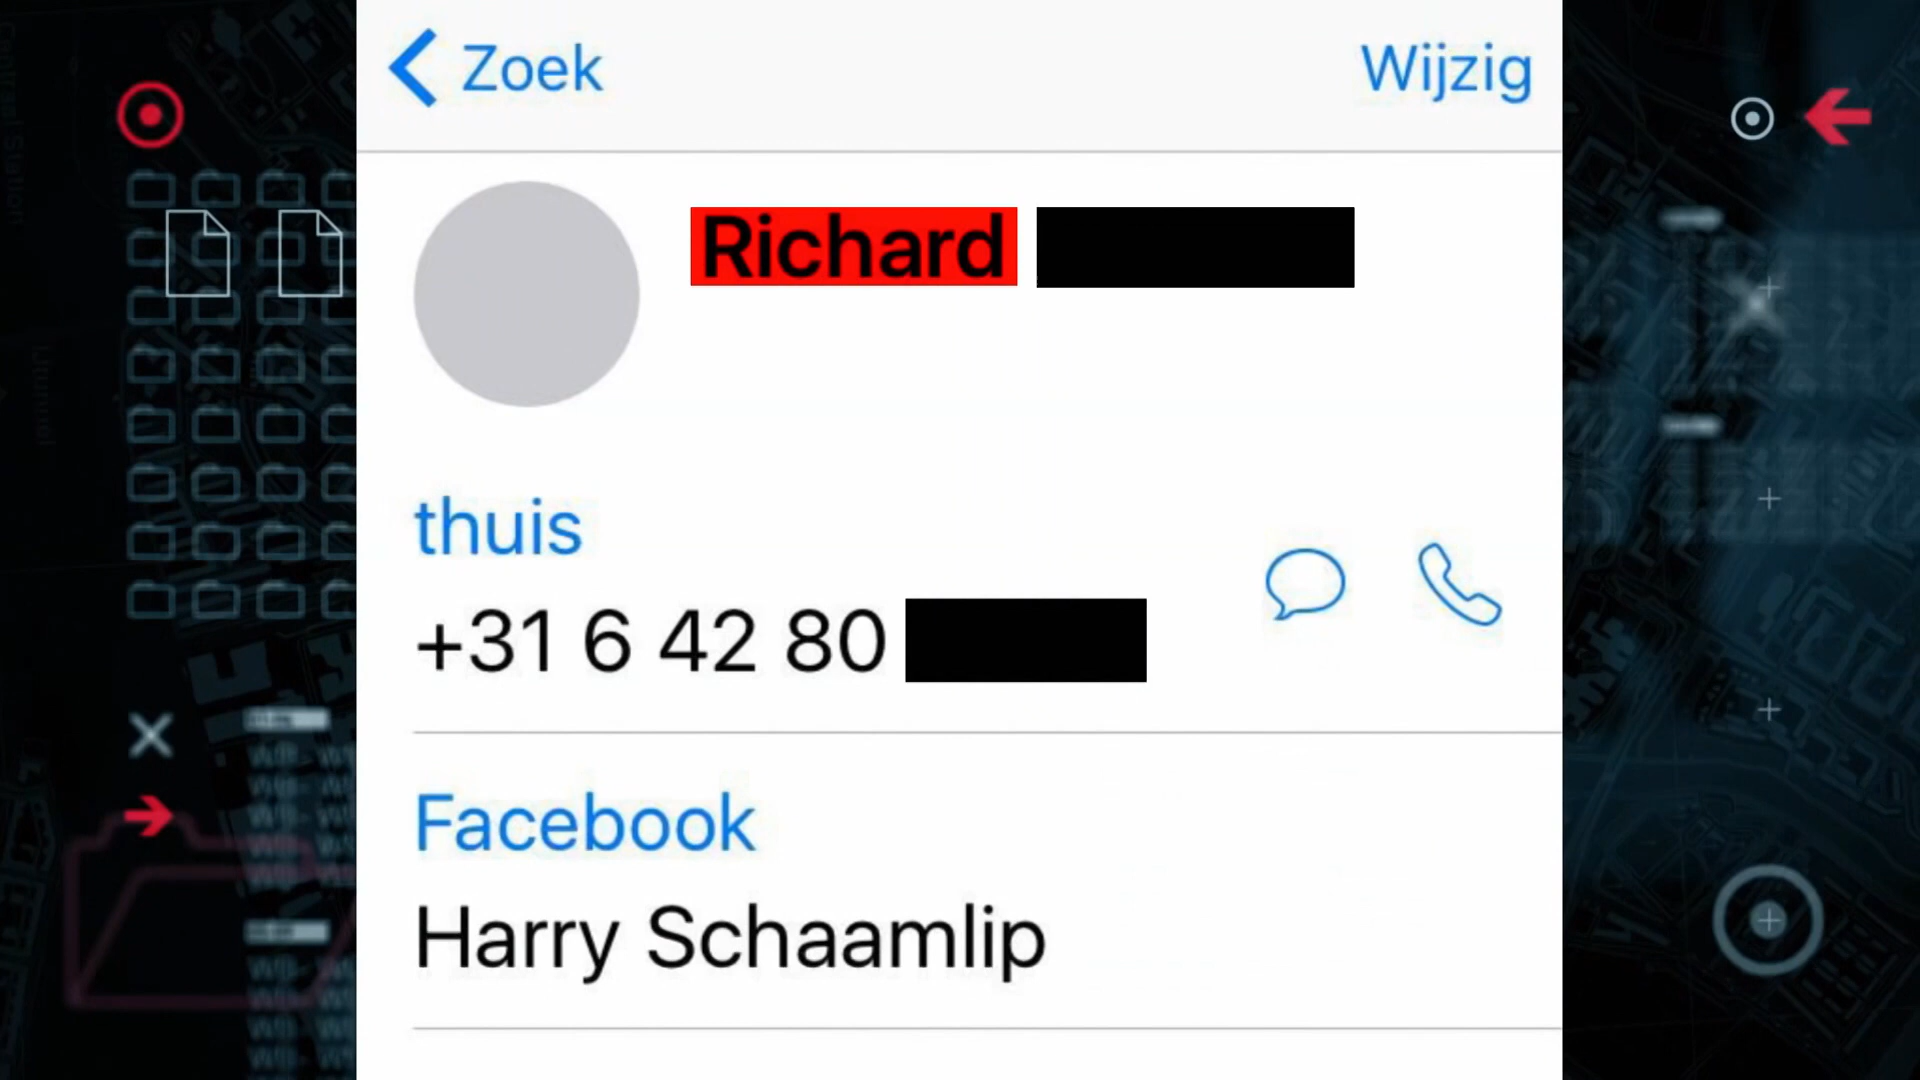 Zoek
Wijzig
Richard
thuis
+31 6 42 80
Facebook
Harry Schaamlip